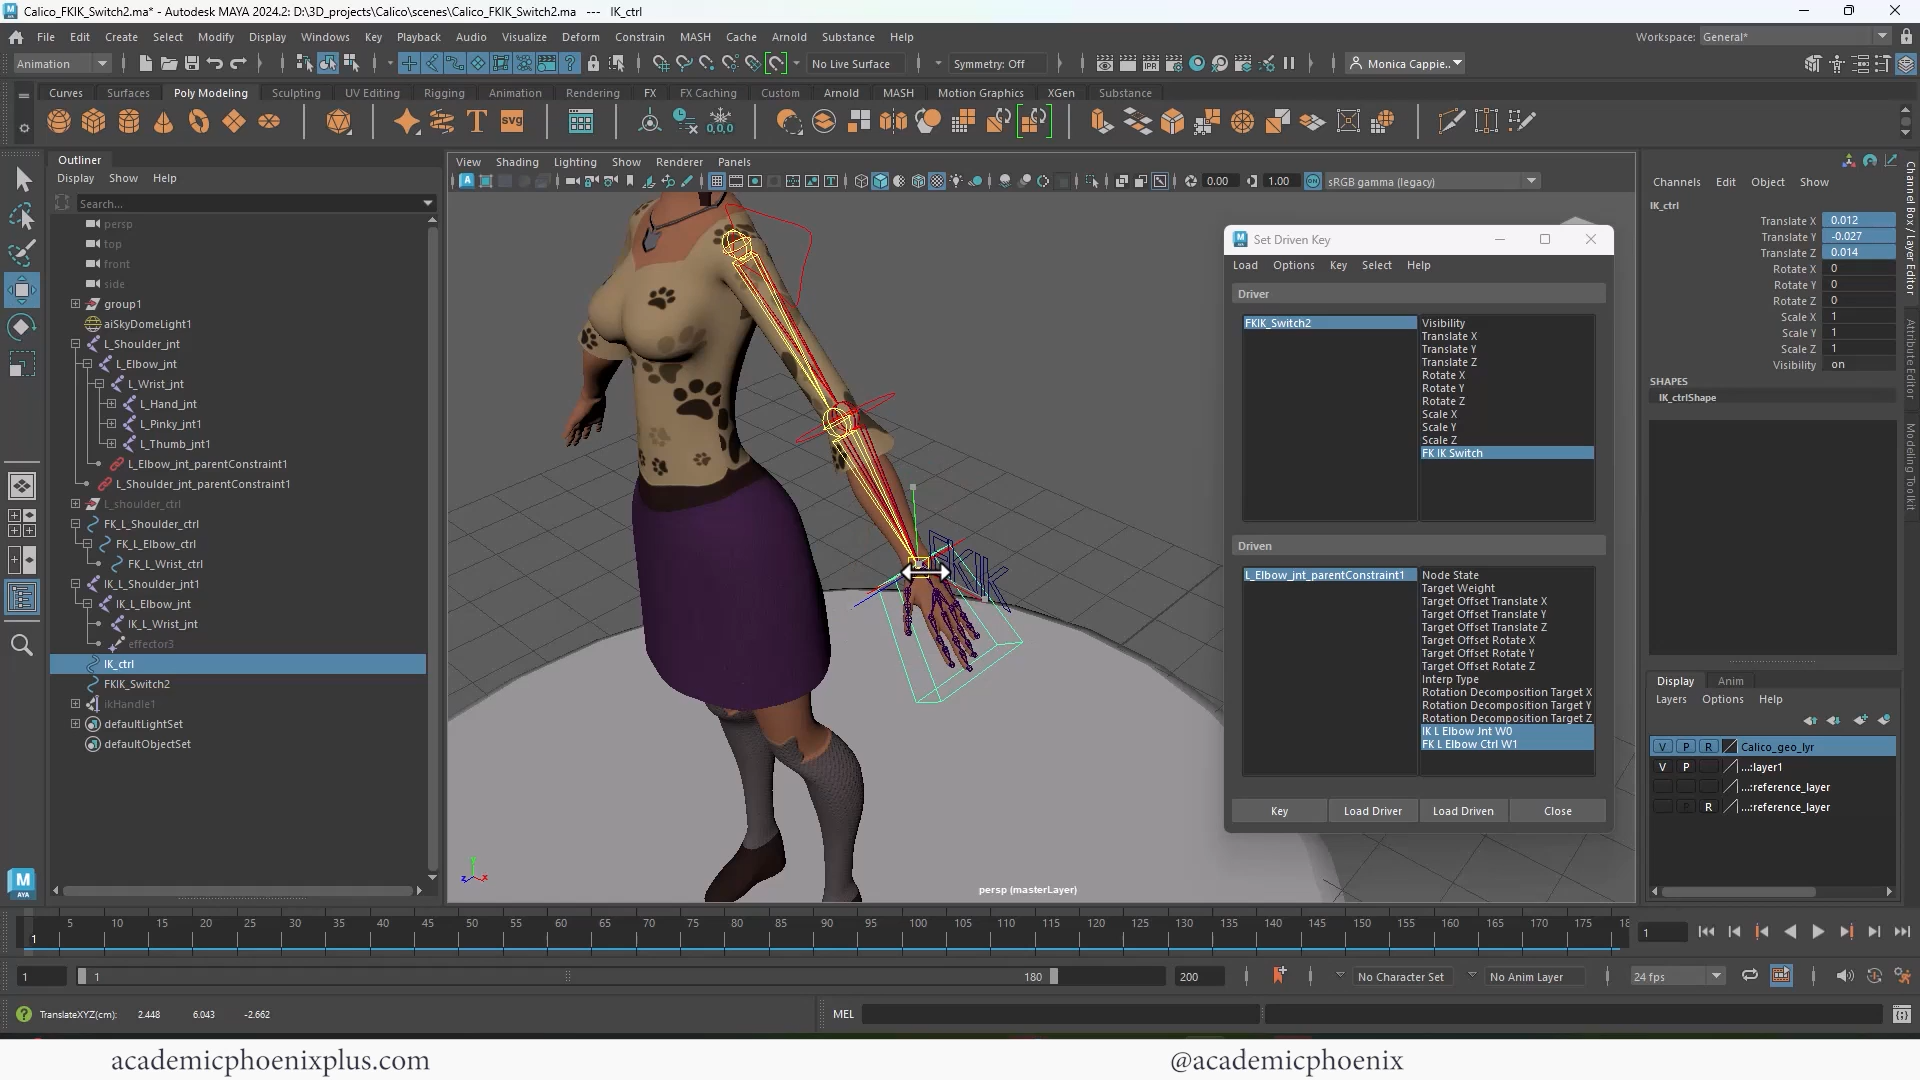 Calico_FKIK_Switch2.ma* - Autodesk MAYA 2024.2: D:\3D_projects\Calico\scenes\Calico_FKIK_Switch2.ma --- IK_ctrl
File Edit Create Select Modify Display Windows Key Playback Audio Visualize Deform Constrain MASH Cache Arnold Substance Help
Workspace: General*
Animation
No Live Surface
Symmetry: Off
Monica Cappie..
Curves Surfaces Poly Modeling Sculpting UV Editing Rigging Animation Rendering FX FX Caching Custom Arnold MASH Motion Graphics XGen Substance
Outliner
Display Show Help
Search...
persp
top
front
side
group1
aiSkyDomeLight1
L_Shoulder_jnt
L_Elbow_jnt
L_Wrist_jnt
L_Hand_jnt
L_Pinky_jnt1
L_Thumb_jnt1
L_Elbow_jnt_parentConstraint1
L_Shoulder_jnt_parentConstraint1
L_shoulder_ctrl
FK_L_Shoulder_ctrl
FK_L_Elbow_ctrl
FK_L_Wrist_ctrl
IK_L_Shoulder_jnt1
IK_L_Elbow_jnt
IK_L_Wrist_jnt
effector3
IK_ctrl
FKIK_Switch2
ikHandle1
defaultLightSet
defaultObjectSet
View Shading Lighting Show Renderer Panels
0.00 1.00 sRGB gamma (legacy)
FKIK
persp (masterLayer)
Set Driven Key
Load Options Key Select Help
Driver
FKIK_Switch2
Visibility
Translate X
Translate Y
Translate Z
Rotate X
Rotate Y
Rotate Z
Scale X
Scale Y
Scale Z
FK IK Switch
Driven
L_Elbow_jnt_parentConstraint1
Node State
Target Weight
Target Offset Translate X
Target Offset Translate Y
Target Offset Translate Z
Target Offset Rotate X
Target Offset Rotate Y
Target Offset Rotate Z
Interp Type
Rotation Decomposition Target X
Rotation Decomposition Target Y
Rotation Decomposition Target Z
IK L Elbow Jnt W0
FK L Elbow Ctrl W1
Key Load Driver Load Driven Close
Channels Edit Object Show
IK_ctrl
Translate X 0.012
Translate Y -0.027
Translate Z 0.014
Rotate X 0
Rotate Y 0
Rotate Z 0
Scale X 1
Scale Y 1
Scale Z 1
Visibility on
SHAPES
IK_ctrlShape
Channel Box / Layer Editor
Attribute Editor
Modeling Toolkit
Display Anim
Layers Options Help
V P R Calico_geo_lyr
V P ...:layer1
...:reference_layer
R ...:reference_layer
5 10 15 20 25 30 35 40 45 50 55 60 65 70 75 80 85 90 95 100 105 110 115 120 125 130 135 140 145 150 155 160 165 170 175 18
1
1
1 1 180 200 No Character Set No Anim Layer 24 fps
TranslateXYZ(cm): 2.448 6.043 -2.662
MEL
academicphoenixplus.com
@academicphoenix